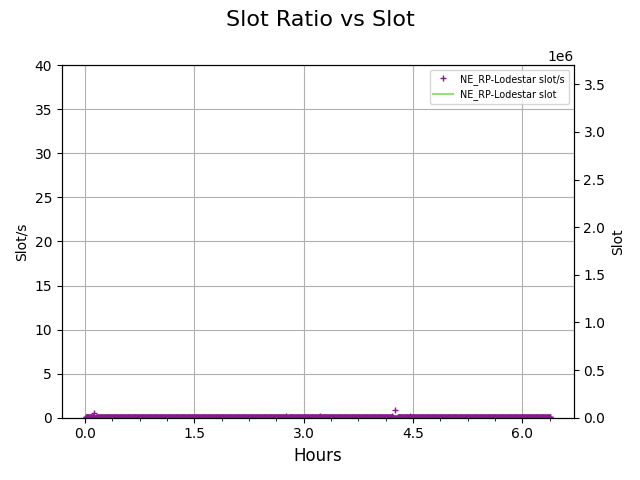 Slot Ratio vs Slot
1e6
NE_RP-Lodestar slot/s
NE_RP-Lodestar slot
40
35
30
25
20
15
10
5
0
Slot/s
3.5
3.0
2.5
2.0
1.5
1.0
0.5
0.0
Slot
0.0 1.5 3.0 4.5 6.0
Hours